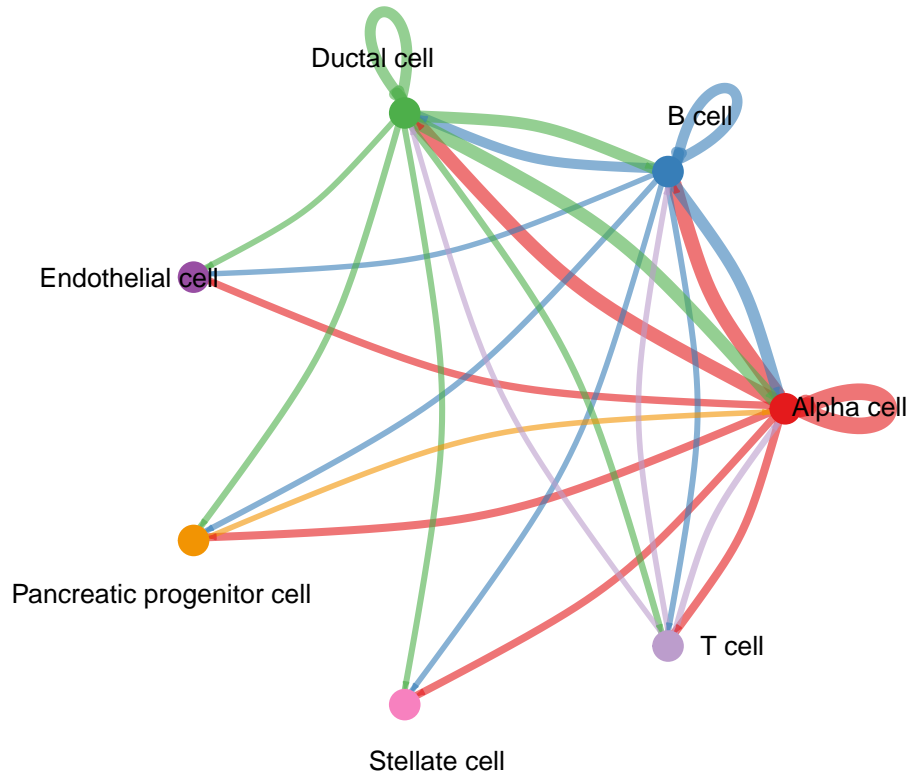 Ductal cell
B cell
Endothelial cell
Alpha cell
Pancreatic progenitor cell
T cell
Stellate cell